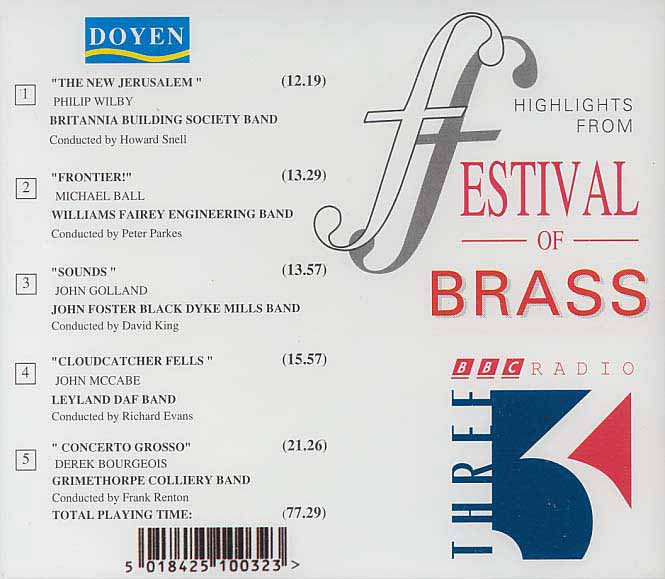 DOYEN
1 "THE NEW JERUSALEM " (12.19)
PHILIP WILBY
BRITANNIA BUILDING SOCIETY BAND
Conducted by Howard Snell
2 "FRONTIER!" (13.29)
MICHAEL BALL
WILLIAMS FAIREY ENGINEERING BAND
Conducted by Peter Parkes
3 "SOUNDS " (13.57)
JOHN GOLLAND
JOHN FOSTER BLACK DYKE MILLS BAND
Conducted by David King
4 "CLOUDCATCHER FELLS " (15.57)
JOHN MCCABE
LEYLAND DAF BAND
Conducted by Richard Evans
5 " CONCERTO GROSSO" (21.26)
DEREK BOURGEOIS
GRIMETHORPE COLLIERY BAND
Conducted by Frank Renton
TOTAL PLAYING TIME: (77.29)
5 018425 100323 >
HIGHLIGHTS
FROM
fESTIVAL
OF
BRASS
BBC RADIO
THREE
3